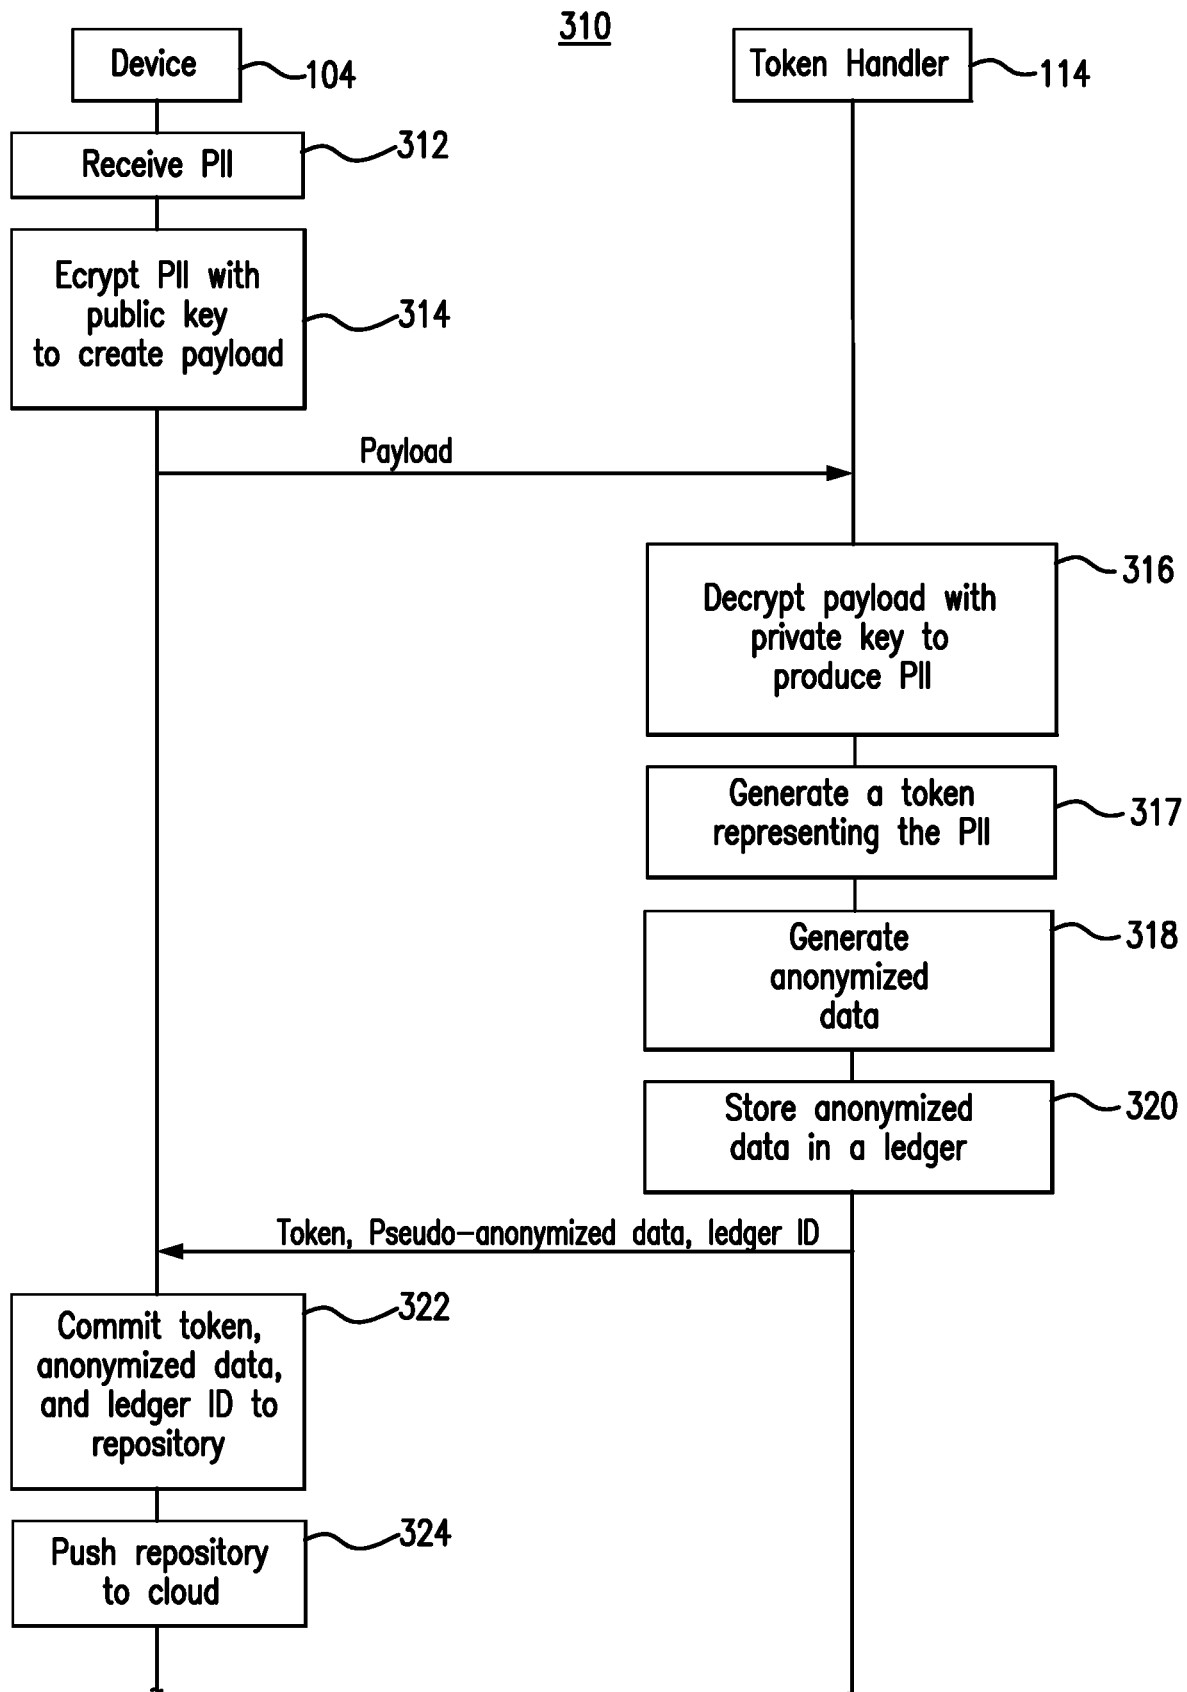 310
Device
104
Token Handler
114
Receive PII
312
Ecrypt PII with
public key
to create payload
314
Payload
Decrypt payload with
private key to
produce PII
316
Generate a token
representing the PII
317
Generate
anonymized
data
318
Store anonymized
data in a ledger
320
Token, Pseudo-anonymized data, ledger ID
Commit token,
anonymized data,
and ledger ID to
repository
322
Push repository
to cloud
324